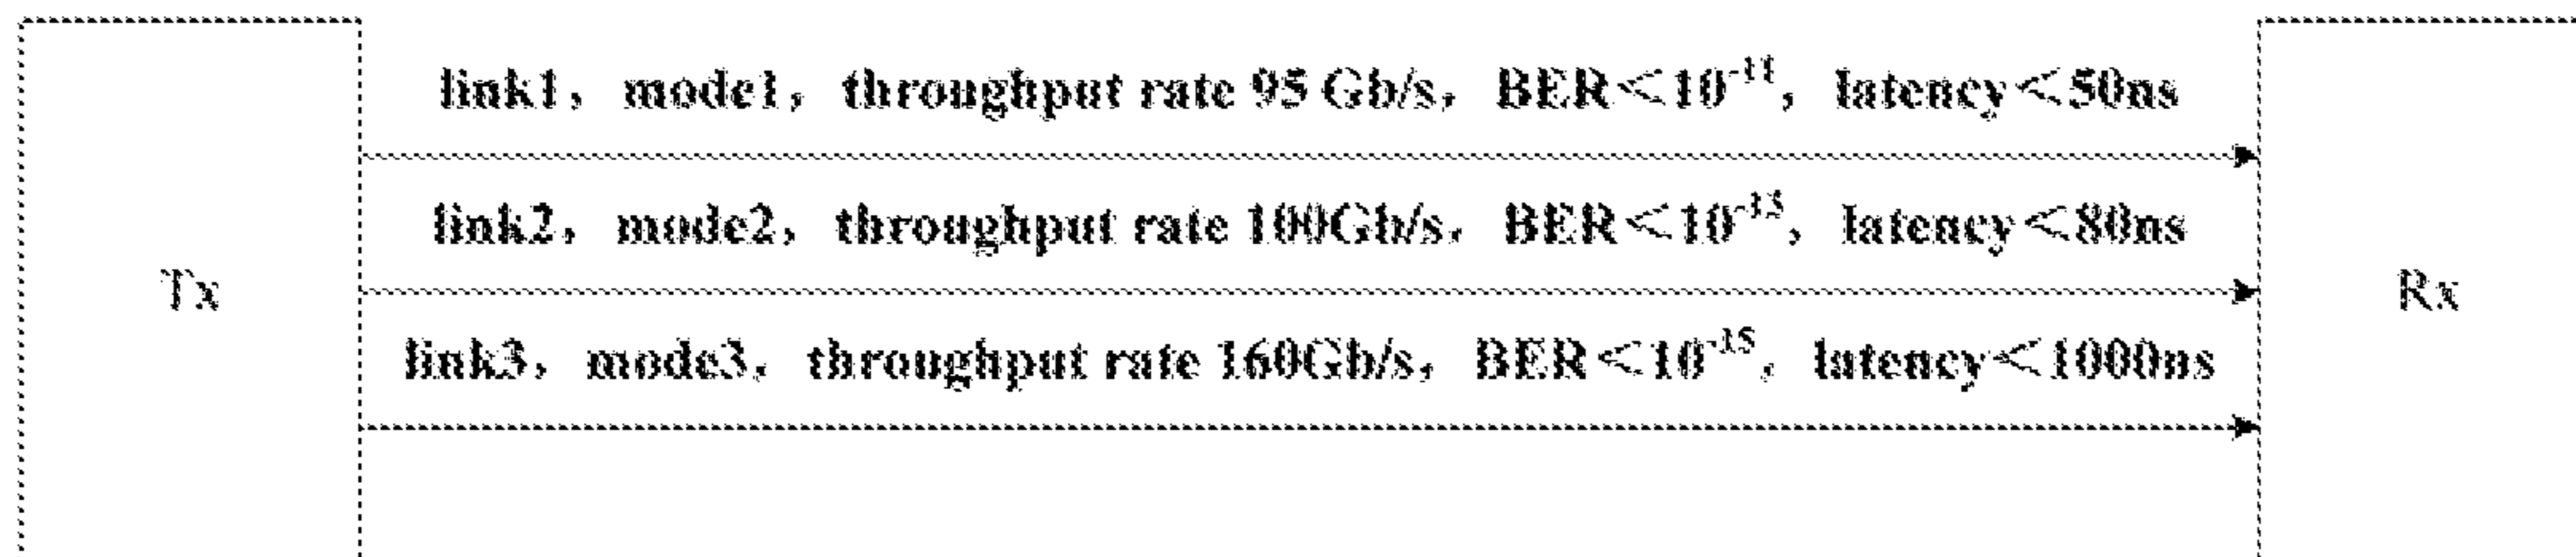 link1, mode1, throughput rate 95 Gb/s, BER<10⁻¹¹, latency<50ns
link2, mode2, throughput rate 100Gb/s, BER<10⁻¹³, latency<80ns
Tx
Rx
link3, mode3, throughput rate 160Gb/s, BER<10⁻¹⁵, latency<1000ns